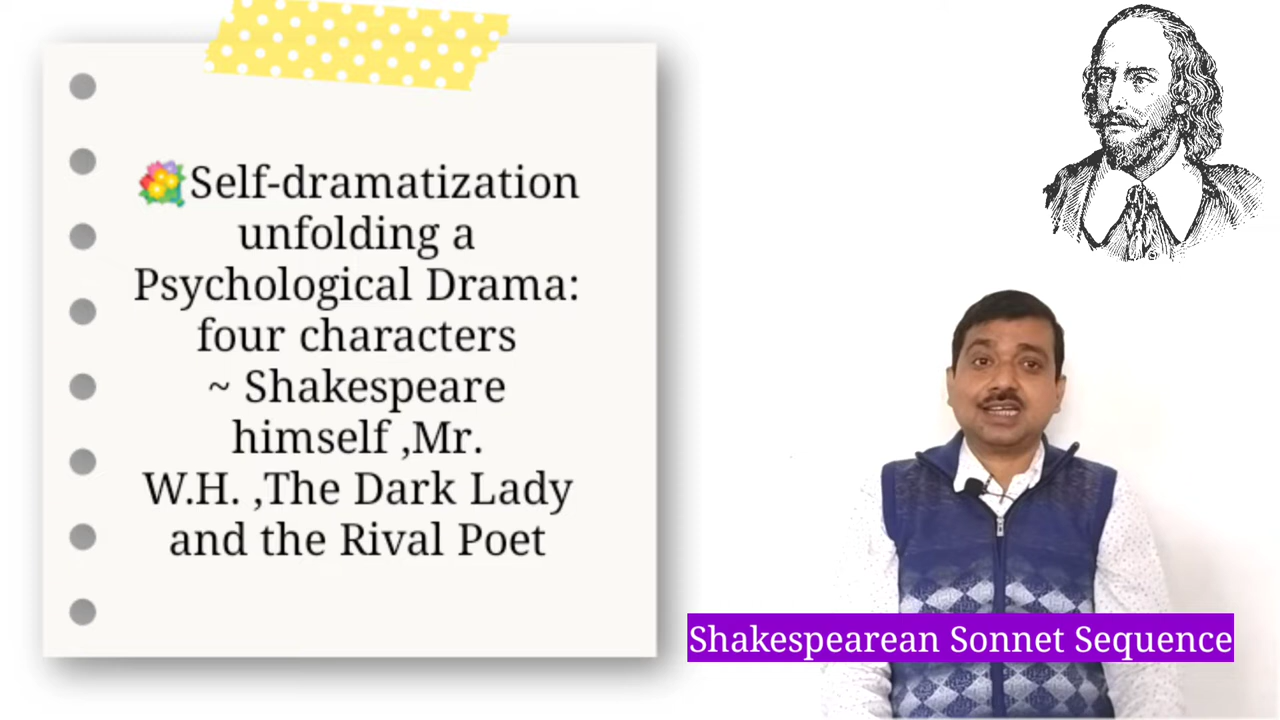 💐Self-dramatization
unfolding a
Psychological Drama:
four characters
~ Shakespeare
himself ,Mr.
W.H. ,The Dark Lady
and the Rival Poet
Shakespearean Sonnet Sequence